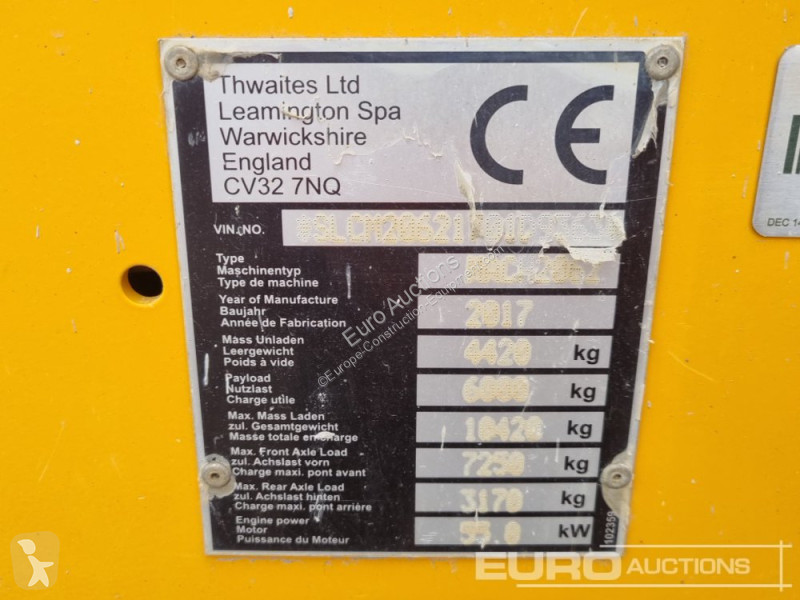 Thwaites Ltd
Leamington Spa
Warwickshire
England
CV32 7NQ
CE
VIN. NO.
Type
Maschinentyp
Type de machine
Year of Manufacture
Baujahr
Année de Fabrication
2017
Mass Unladen
Leergewicht
Poids à vide
4420 kg
Payload
Nutzlast
Charge utile
6000 kg
Max. Mass Laden
zul. Gesamtgewicht
Masse totale en charge
10420 kg
Max. Front Axle Load
zul. Achslast vorn
Charge maxi. pont avant
7250 kg
Max. Rear Axle Load
zul. Achslast hinten
Charge maxi. pont arrière
3170 kg
Engine power
Motor
Puissance du Moteur
55.0 kW
102359
DEC 14
Euro Auctions
©Europe-Construction-Equipment.com
EURO AUCTIONS